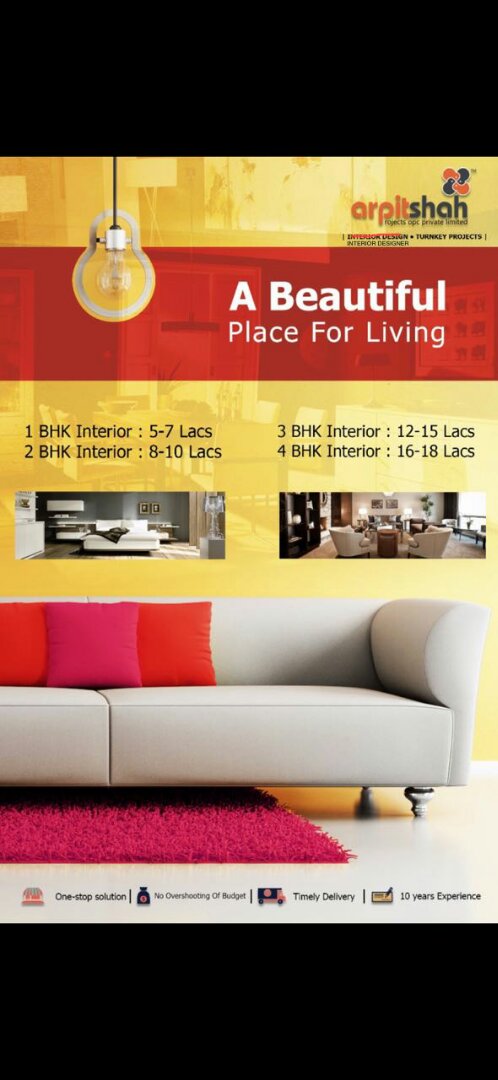 arpitshah
rojects opc private limited
| INTERIOR DESIGN • TURNKEY PROJECTS |
INTERIOR DESIGNER
A Beautiful
Place For Living
1 BHK Interior : 5-7 Lacs
2 BHK Interior : 8-10 Lacs
3 BHK Interior : 12-15 Lacs
4 BHK Interior : 16-18 Lacs
One-stop solution | No Overshooting Of Budget | Timely Delivery | 10 years Experience